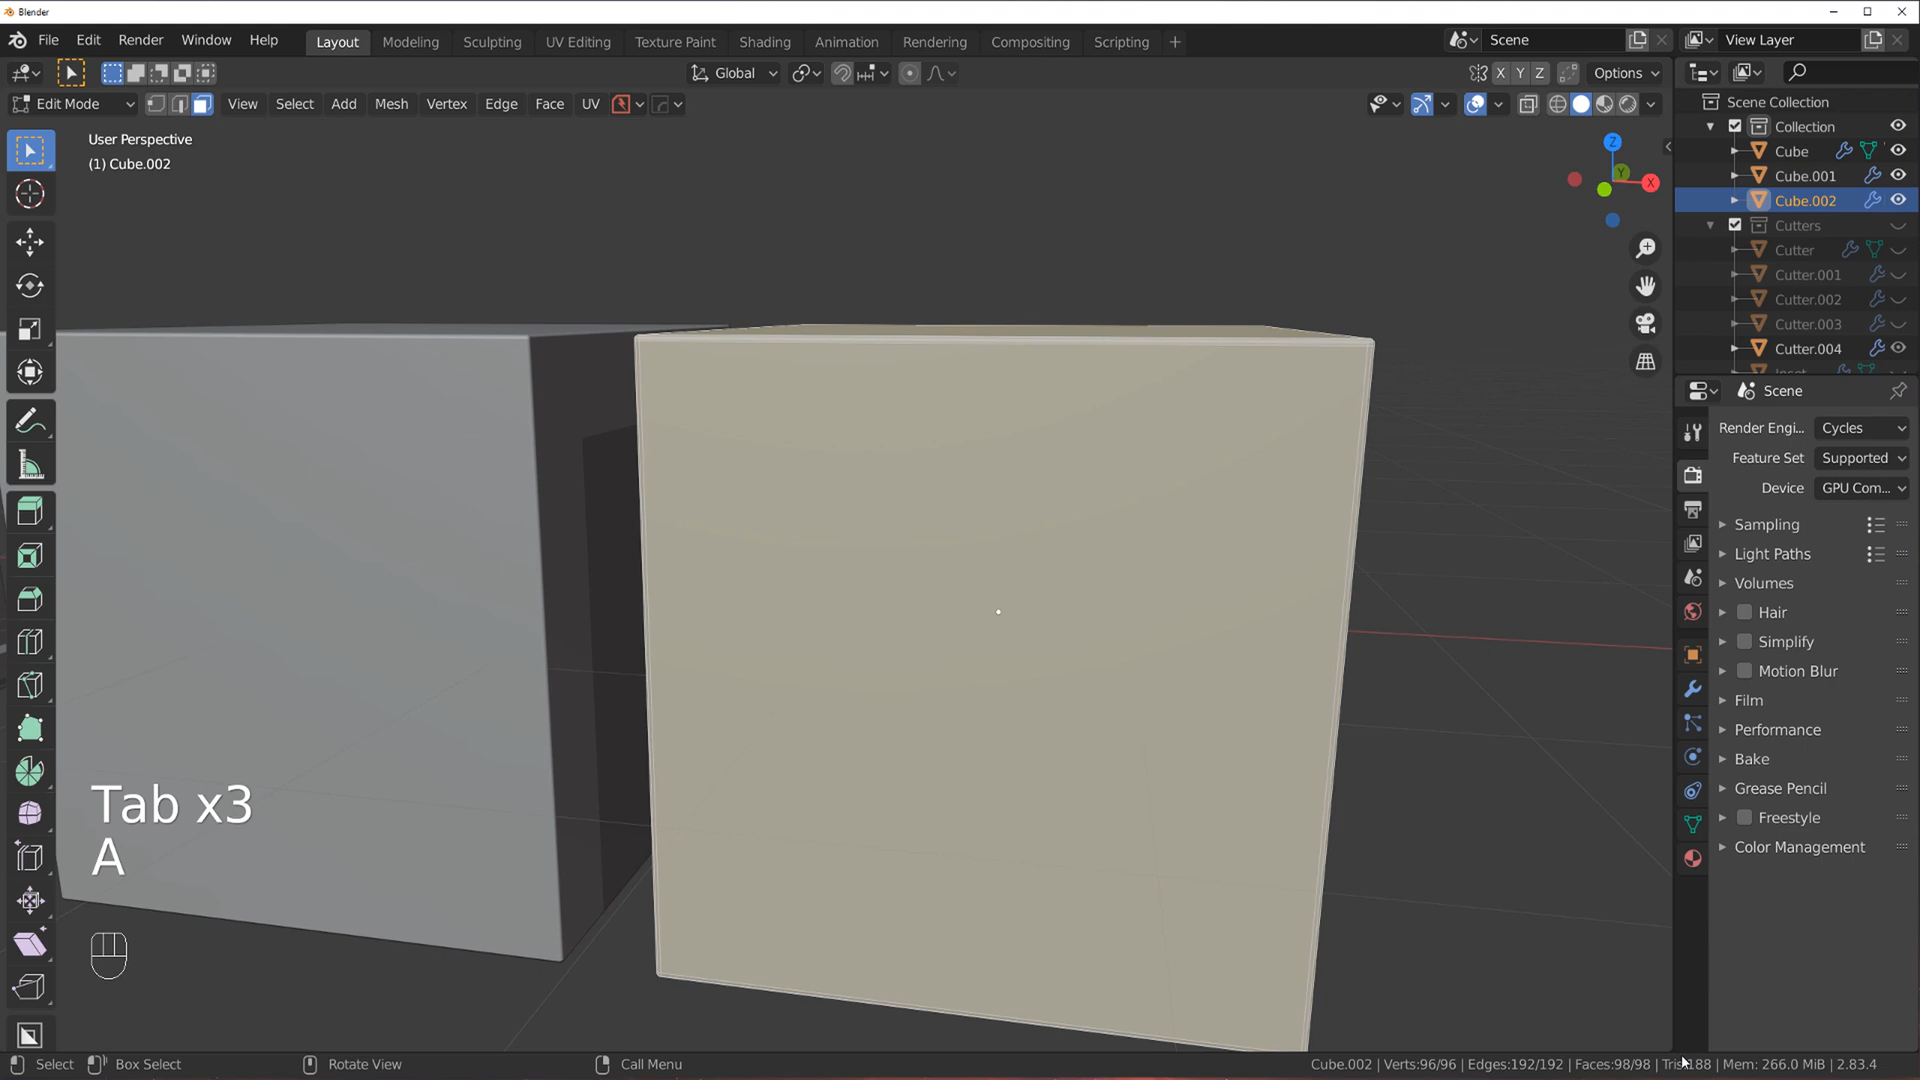 Blender
File Edit Render Window Help Layout Modeling Sculpting UV Editing Texture Paint Shading Animation Rendering Compositing Scripting + Scene View Layer
Global X Y Z Options
Edit Mode View Select Add Mesh Vertex Edge Face UV
User Perspective
(1) Cube.002
Z
Y
X
Scene Collection
Collection
Cube
Cube.001
Cube.002
Cutters
Cutter
Cutter.001
Cutter.002
Cutter.003
Cutter.004
Scene
Render Engi... Cycles
Feature Set Supported
Device GPU Com...
Sampling
Light Paths
Volumes
Hair
Simplify
Motion Blur
Film
Performance
Bake
Grease Pencil
Freestyle
Color Management
Tab x3
A
Select Box Select Rotate View Call Menu Cube.002 | Verts:96/96 | Edges:192/192 | Faces:98/98 | Tris:188 | Mem: 266.0 MiB | 2.83.4